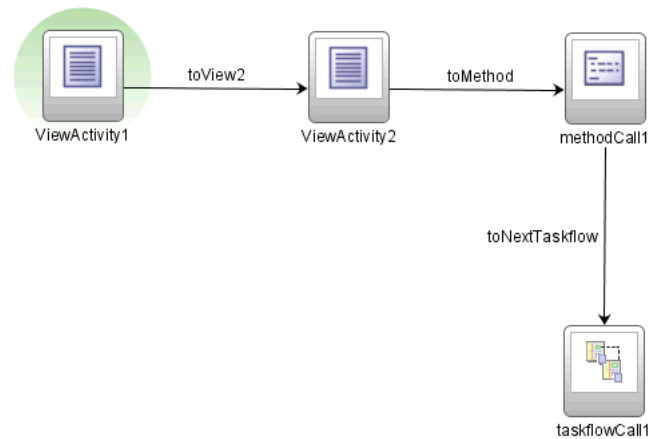 toView2
toMethod
ViewActivity1
ViewActivity2
methodCall1
toNextTaskflow
taskflowCall1